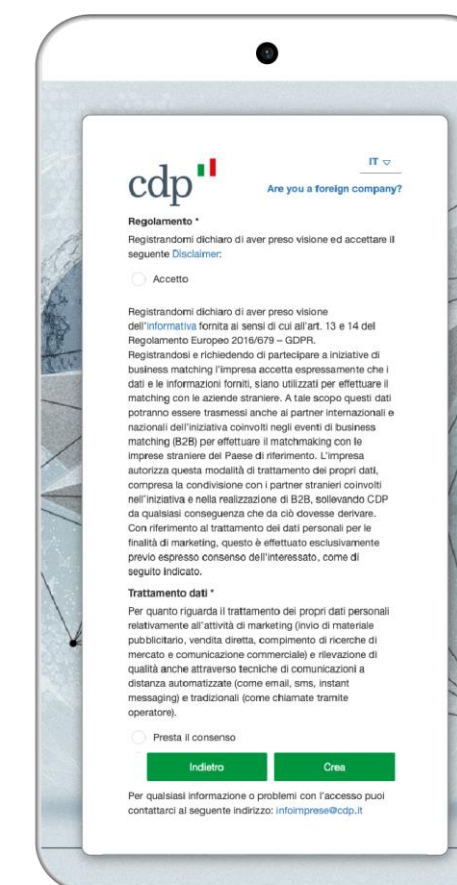 cdp
IT
Are you a foreign company?
Regolamento *
Registrandomi dichiaro di aver preso visione ed accettare il
seguente Disclaimer:
Accetto
Registrandomi dichiaro di aver preso visione
dell'informativa fornita ai sensi di cui all'art. 13 e 14 del
Regolamento Europeo 2016/679 – GDPR.
Registrandosi e richiedendo di partecipare a iniziative di
business matching l'impresa accetta espressamente che i
dati e le informazioni forniti, siano utilizzati per effettuare il
matching con le aziende straniere. A tale scopo questi dati
potranno essere trasmessi anche ai partner internazionali e
nazionali dell'iniziativa coinvolti negli eventi di business
matching (B2B) per effettuare il matchmaking con le
imprese straniere del Paese di riferimento. L'impresa
autorizza questa modalità di trattamento dei propri dati,
compresa la condivisione con i partner stranieri coinvolti
nell'iniziativa e nella realizzazione di B2B, sollevando CDP
da qualsiasi conseguenza che da ciò dovesse derivare.
Con riferimento al trattamento dei dati personali per le
finalità di marketing, questo è effettuato esclusivamente
previo espresso consenso dell'interessato, come di
seguito indicato.
Trattamento dati *
Per quanto riguarda il trattamento dei propri dati personali
relativamente all'attività di marketing (invio di materiale
pubblicitario, vendita diretta, compimento di ricerche di
mercato e comunicazione commerciale) e rilevazione di
qualità anche attraverso tecniche di comunicazioni a
distanza automatizzate (come email, sms, instant
messaging) e tradizionali (come chiamate tramite
operatore).
Presta il consenso
Indietro
Crea
Per qualsiasi informazione o problemi con l'accesso puoi
contattarci al seguente indirizzo: infoimprese@cdp.it